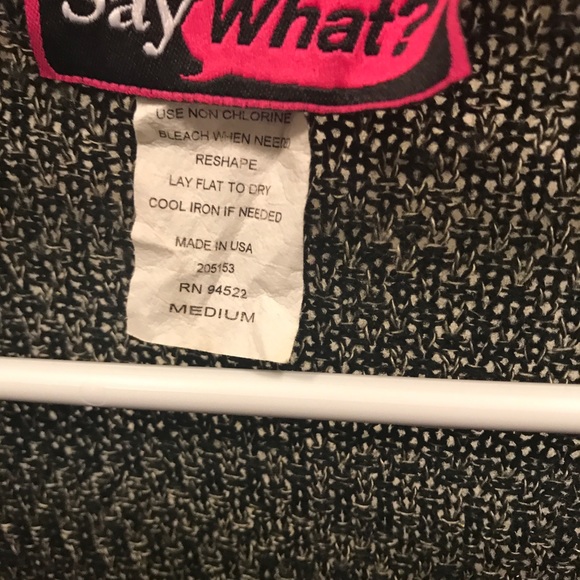 Say What?
USE NON CHLORINE
BLEACH WHEN NEED
RESHAPE
LAY FLAT TO DRY
COOL IRON IF NEEDED
MADE IN USA
205153
RN 94522
MEDIUM